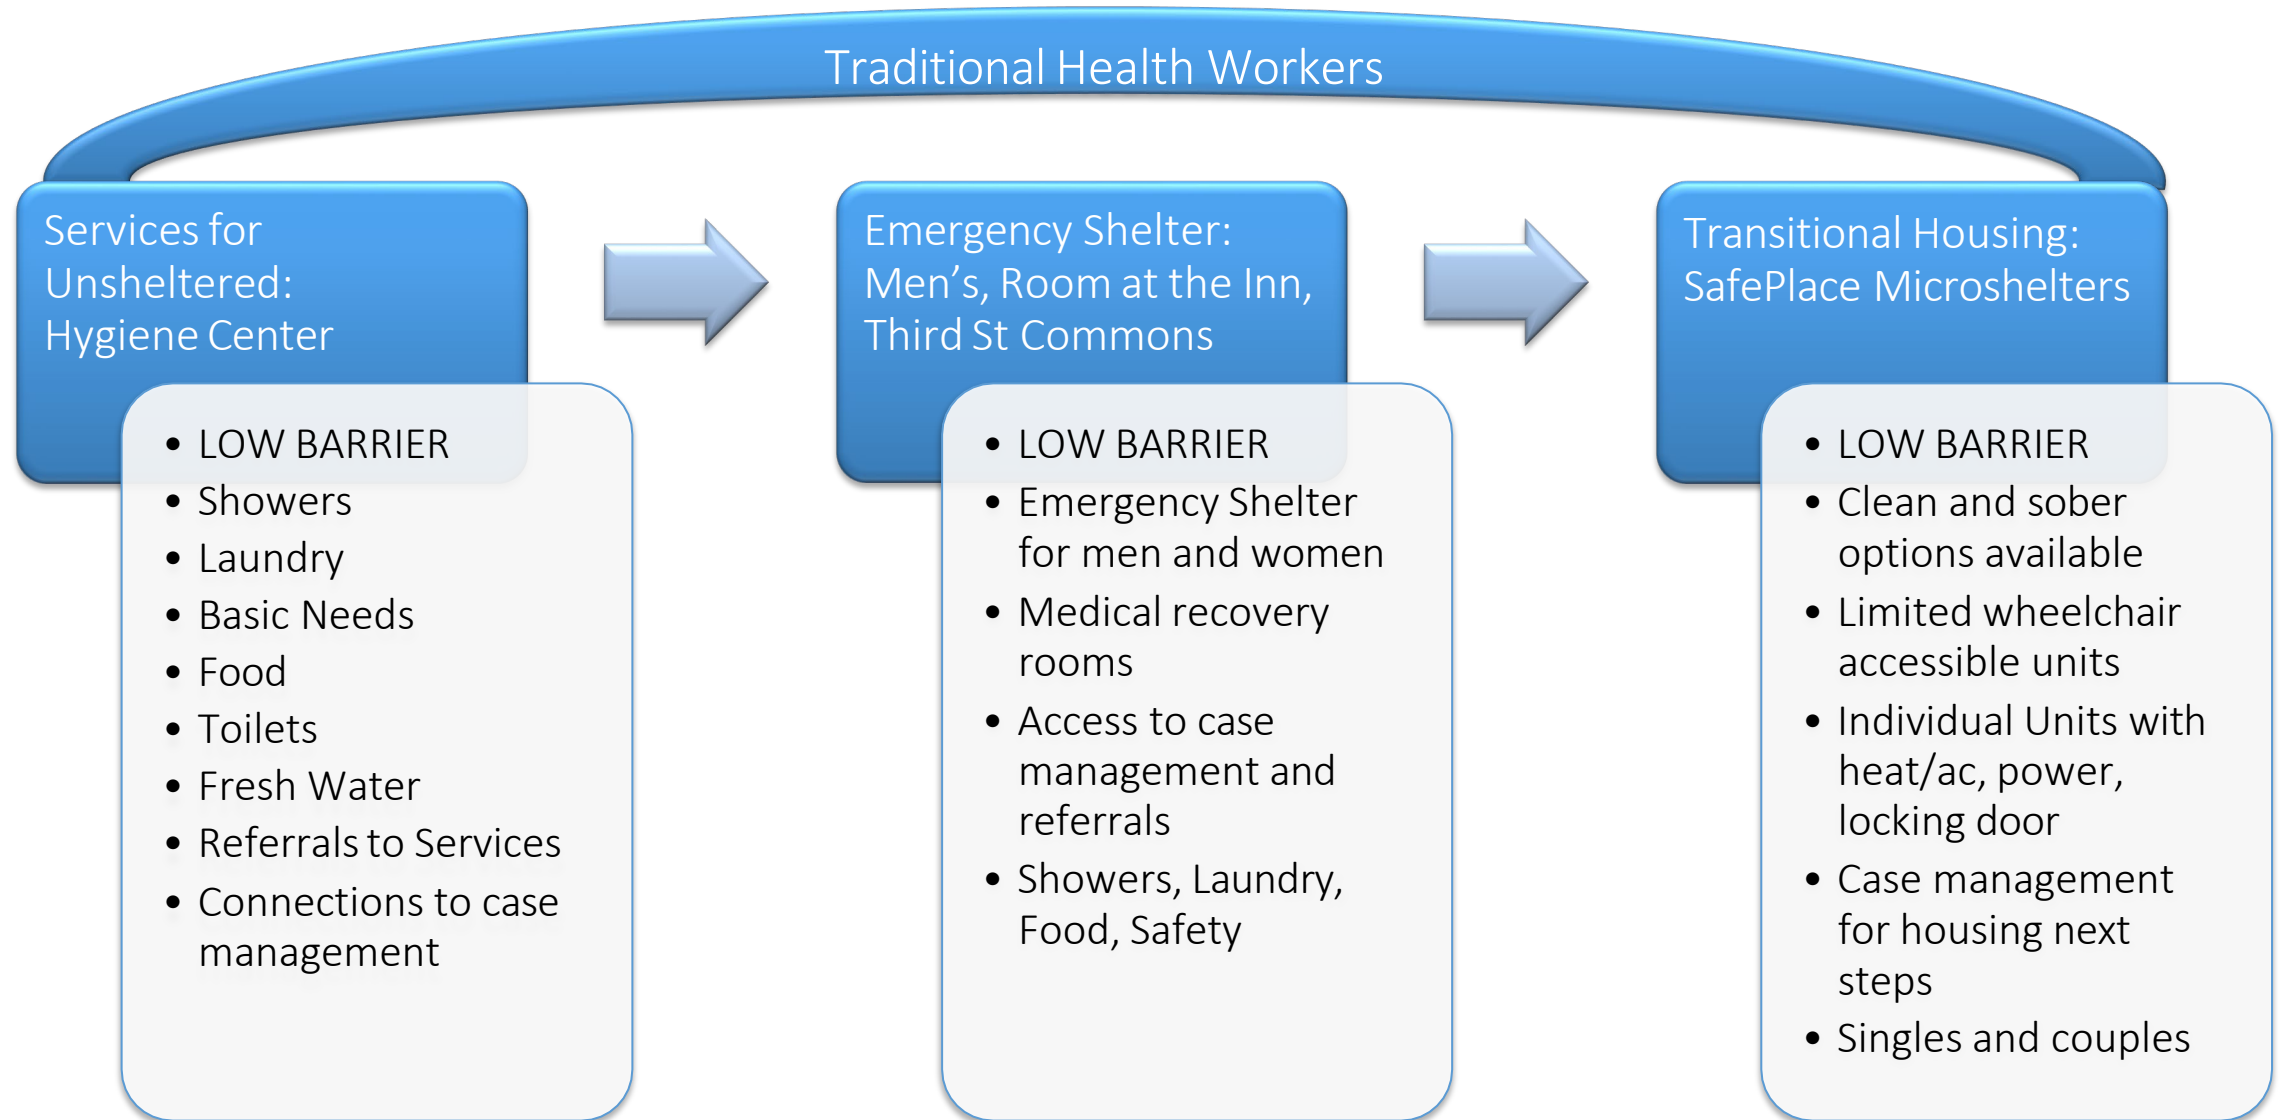 Traditional Health Workers
Services for
Unsheltered:
Hygiene Center
• LOW BARRIER
• Showers
• Laundry
• Basic Needs
• Food
• Toilets
• Fresh Water
• Referrals to Services
• Connections to case
management
Emergency Shelter:
Men’s, Room at the Inn,
Third St Commons
• LOW BARRIER
• Emergency Shelter
for men and women
• Medical recovery
rooms
• Access to case
management and
referrals
• Showers, Laundry,
Food, Safety
Transitional Housing:
SafePlace Microshelters
• LOW BARRIER
• Clean and sober
options available
• Limited wheelchair
accessible units
• Individual Units with
heat/ac, power,
locking door
• Case management
for housing next
steps
• Singles and couples